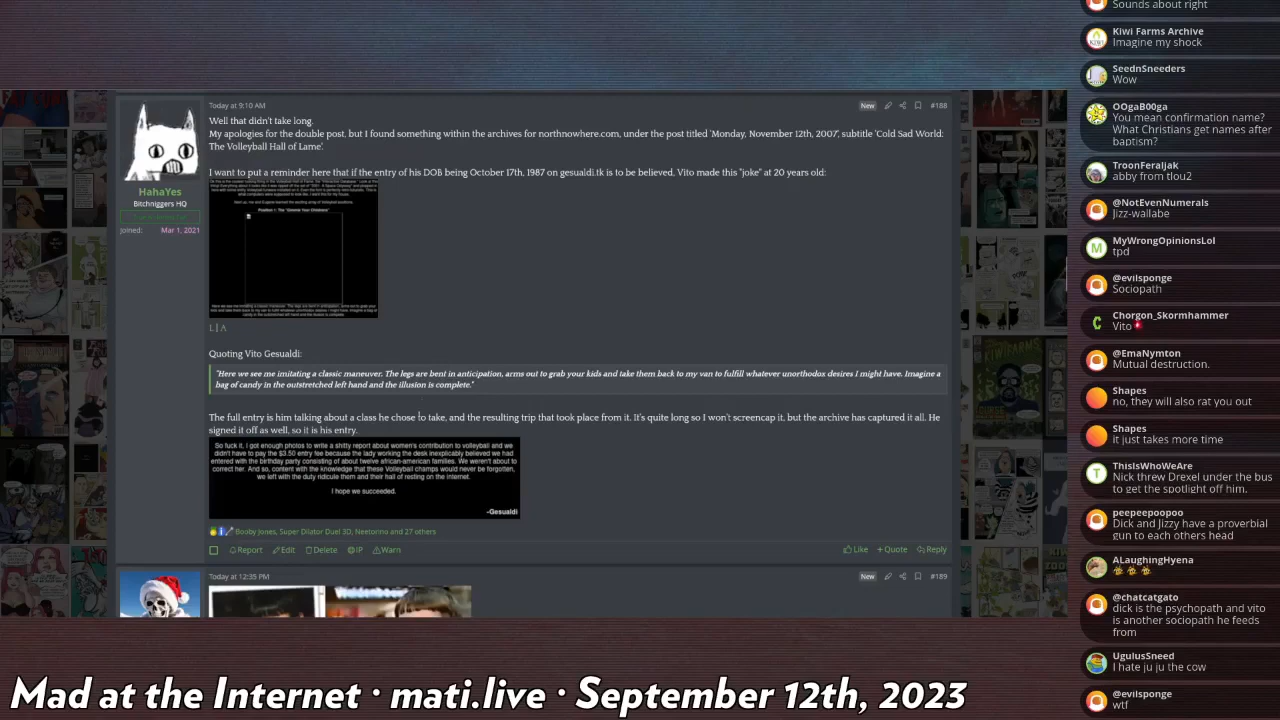 Today at 9:10 AM
New
#188
Well that didn't take long.
My apologies for the double post, but I found something within the archives for northnowhere.com, under the post titled 'Monday, November 12th, 2007', subtitle 'Cold Sad World:
The Volleyball Hall of Lame'.
I want to put a reminder here that if the entry of his DOB being October 17th, 1987 on gesualdi.tk is to be believed, Vito made this "joke" at 20 years old:
HahaYes
Bitchniggers HQ
Joined:
Mar 1, 2021
L | A
Quoting Vito Gesualdi:
"Here we see me imitating a classic maneuver. The legs are bent in anticipation, arms out to grab your kids and take them back to my van to fulfill whatever unorthodox desires I might have. Imagine a
bag of candy in the outstretched left hand and the illusion is complete."
The full entry is him talking about a class he chose to take, and the resulting trip that took place from it. It's quite long so I won't screencap it, but the archive has captured it all. He
signed it off as well, so it is his entry.
So fuck it, I got enough photos to write a shitty report about women's contribution to volleyball and we
didn't have to pay the $3.50 entry fee because the lady working the desk inexplicably believed we had
entered with the birthday party consisting of about twelve african-american families. We weren't about to
correct her. And so, content with the knowledge that these Volleyball champs would never be forgotten,
we left with the duty ridicule them and their hall of resting on the internet.
I hope we succeeded.
-Gesualdi
Booby Jones, Super Dilator Duel 3D, Neetorino and 27 others
Report
Edit
Delete
IP
Warn
Like
+Quote
Reply
Today at 12:35 PM
New
#189
Sounds about right
Kiwi Farms Archive
Imagine my shock
SeednSneeders
Wow
OOgaB00ga
You mean confirmation name?
What Christians get names after
baptism?
TroonFeralJak
abby from tlou2
@NotEvenNumerals
Jizz-wallabe
MyWrongOpinionsLol
tpd
@evilsponge
Sociopath
Chorgon_Skormhammer
Vito
@EmaNymton
Mutual destruction.
Shapes
no, they will also rat you out
Shapes
it just takes more time
ThisIsWhoWeAre
Nick threw Drexel under the bus
to get the spotlight off him.
peepeepoopoo
Dick and Jizzy have a proverbial
gun to each others head
ALaughingHyena
@chatcatgato
dick is the psychopath and vito
is another sociopath he feeds
from
UgulusSneed
I hate ju ju the cow
@evilsponge
wtf
Mad at the Internet · mati.live · September 12th, 2023